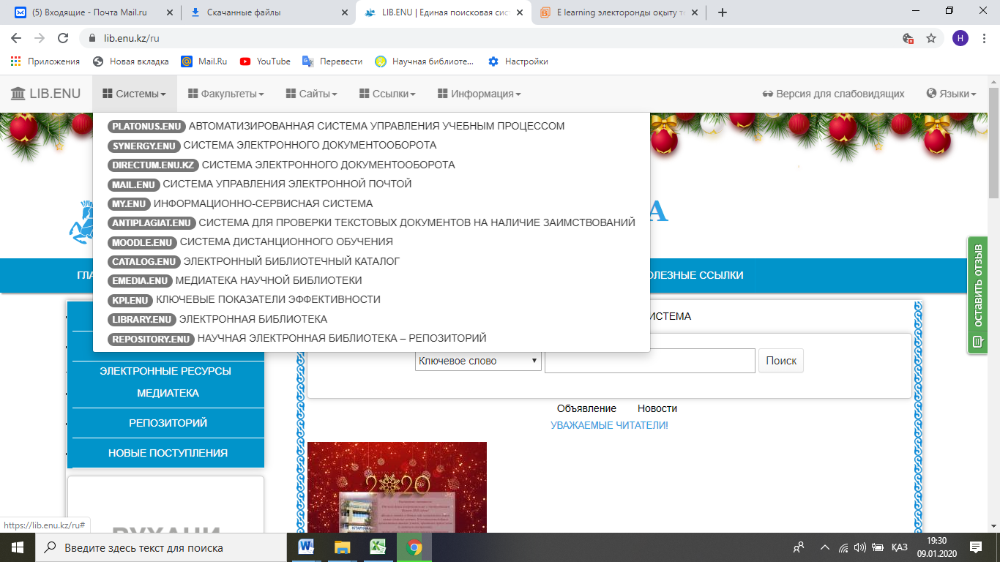 (5) Входящие - Почта Mail.ru
Скачанные файлы
LIB.ENU | Единая поисковая сис
E learning электоронды оқыту т
lib.enu.kz/ru
Н
Приложения
Новая вкладка
Mail.Ru
YouTube
Перевести
Научная библиоте...
Настройки
LIB.ENU
Системы
Факультеты
Сайты
Ссылки
Информация
Версия для слабовидящих
Языки
PLATONUS.ENU АВТОМАТИЗИРОВАННАЯ СИСТЕМА УПРАВЛЕНИЯ УЧЕБНЫМ ПРОЦЕССОМ
SYNERGY.ENU СИСТЕМА ЭЛЕКТРОННОГО ДОКУМЕНТООБОРОТА
DIRECTUM.ENU.KZ СИСТЕМА ЭЛЕКТРОННОГО ДОКУМЕНТООБОРОТА
MAIL.ENU СИСТЕМА УПРАВЛЕНИЯ ЭЛЕКТРОННОЙ ПОЧТОЙ
MY.ENU ИНФОРМАЦИОННО-СЕРВИСНАЯ СИСТЕМА
ANTIPLAGIAT.ENU СИСТЕМА ДЛЯ ПРОВЕРКИ ТЕКСТОВЫХ ДОКУМЕНТОВ НА НАЛИЧИЕ ЗАИМСТВОВАНИЙ
MOODLE.ENU СИСТЕМА ДИСТАНЦИОННОГО ОБУЧЕНИЯ
CATALOG.ENU ЭЛЕКТРОННЫЙ БИБЛИОТЕЧНЫЙ КАТАЛОГ
EMEDIA.ENU МЕДИАТЕКА НАУЧНОЙ БИБЛИОТЕКИ
KPI.ENU КЛЮЧЕВЫЕ ПОКАЗАТЕЛИ ЭФФЕКТИВНОСТИ
LIBRARY.ENU ЭЛЕКТРОННАЯ БИБЛИОТЕКА
REPOSITORY.ENU НАУЧНАЯ ЭЛЕКТРОННАЯ БИБЛИОТЕКА – РЕПОЗИТОРИЙ
А
ГЛА
ОЛЕЗНЫЕ ССЫЛКИ
ОСТАВИТЬ ОТЗЫВ
ИСТЕМА
Ключевое слово
Поиск
ЭЛЕКТРОННЫЕ РЕСУРСЫ
МЕДИАТЕКА
РЕПОЗИТОРИЙ
НОВЫЕ ПОСТУПЛЕНИЯ
Объявление
Новости
УВАЖАЕМЫЕ ЧИТАТЕЛИ!
2020
КІТАПХАНА
РУХАНИ
https://lib.enu.kz/ru#
Введите здесь текст для поиска
ҚАЗ
19:30
09.01.2020